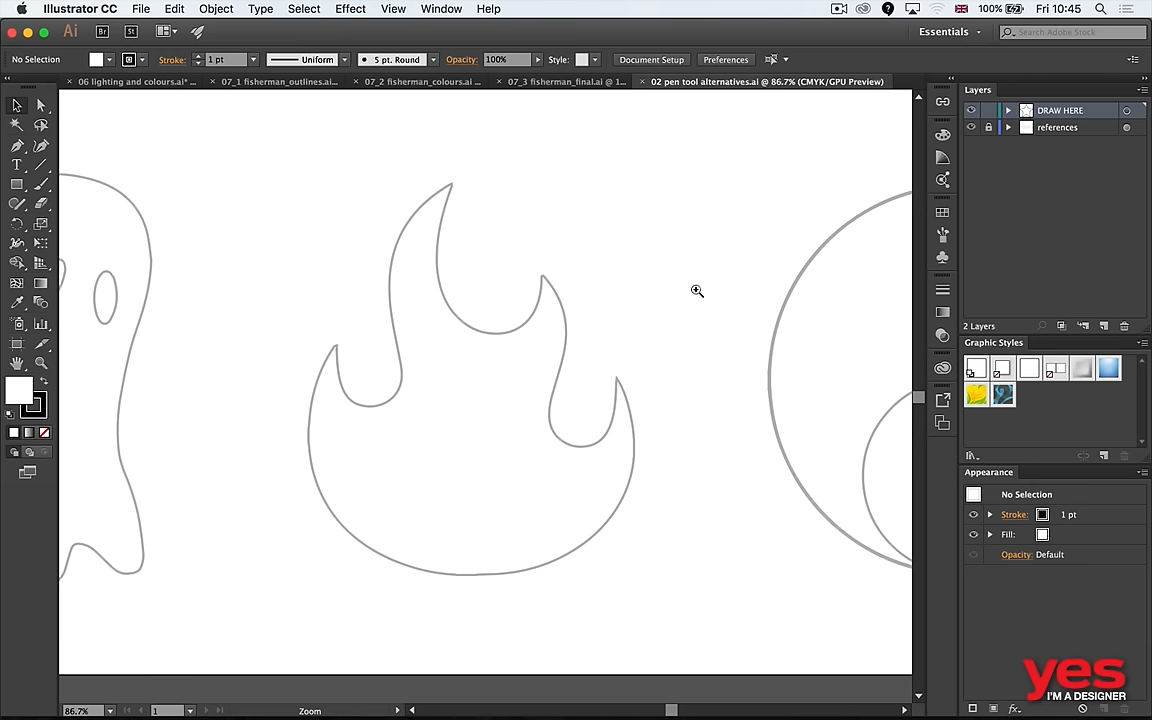 Illustrator CC File Edit Object Type Select Effect View Window Help 100% Fri 10:45
Ai Br St Essentials Search Adobe Stock
No Selection Stroke: 1 pt Uniform 5 pt. Round Opacity: 100% Style: Document Setup Preferences
06 lighting and colours.ai* ... 07_1 fisherman_outlines.ai... 07_2 fisherman_colours.ai ... 07_3 fisherman_final.ai @ 1... 02 pen tool alternatives.ai @ 86.7% (CMYK/GPU Preview)
Layers
DRAW HERE
references
2 Layers
Graphic Styles
Appearance
No Selection
Stroke: 1 pt
Fill:
Opacity: Default
yes
I'M A DESIGNER
86.7% 1 Zoom
fx